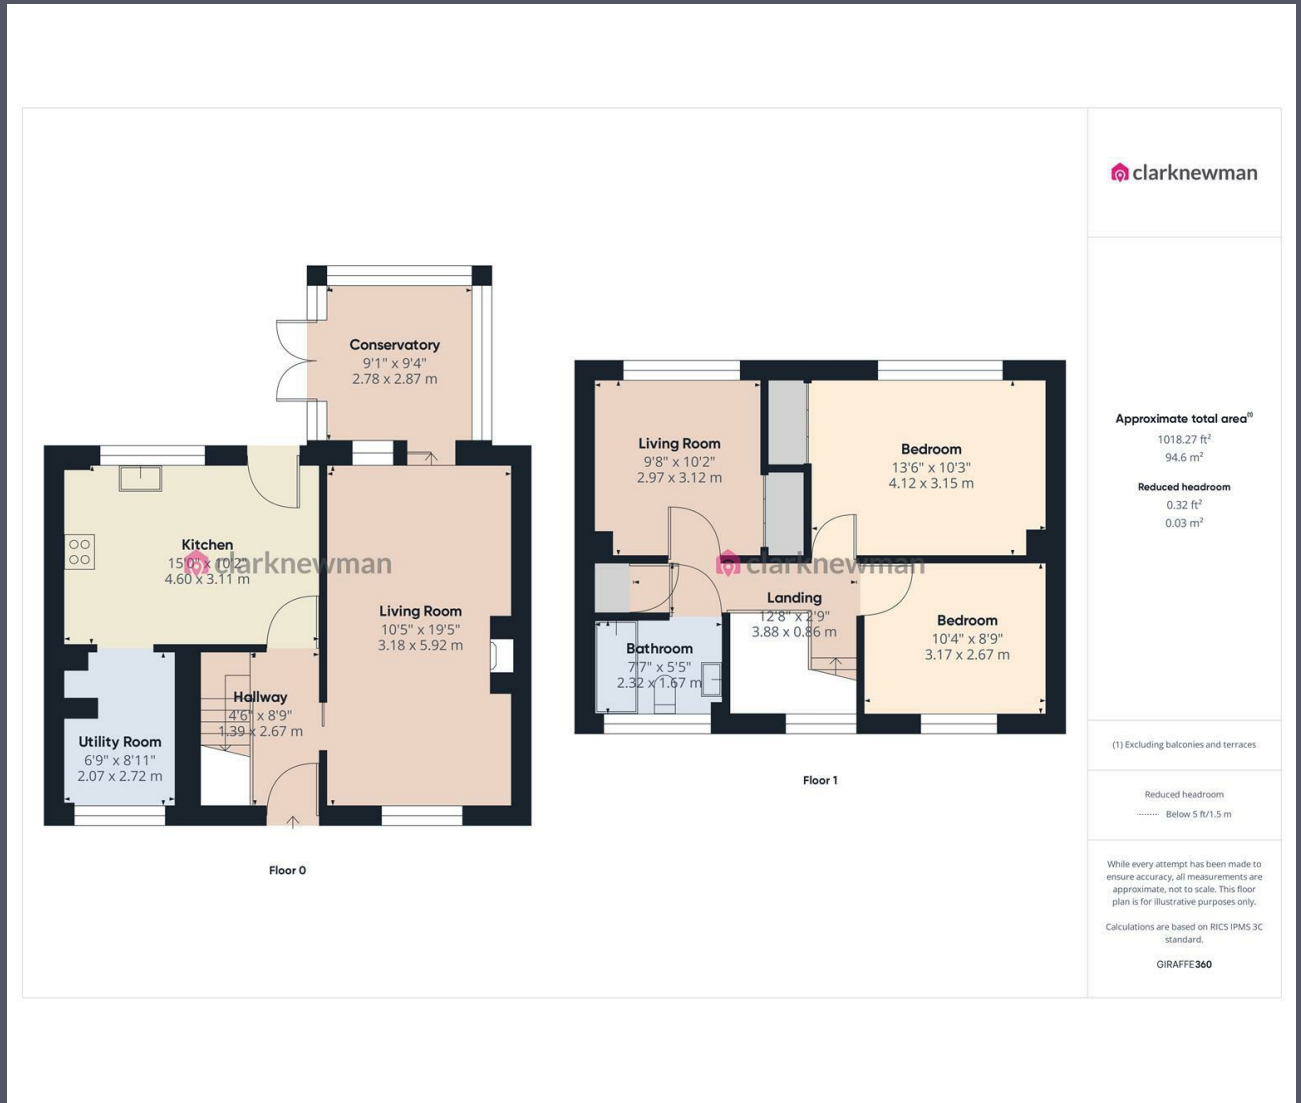 clarknewman
Conservatory
9'1" x 9'4"
2.78 x 2.87 m
Kitchen
15'0" x 10'2"
4.60 x 3.11 m
clarknewman
Living Room
10'5" x 19'5"
3.18 x 5.92 m
Hallway
4'6" x 8'9"
1.39 x 2.67 m
Utility Room
6'9" x 8'11"
2.07 x 2.72 m
Floor 0
Living Room
9'8" x 10'2"
2.97 x 3.12 m
Bedroom
13'6" x 10'3"
4.12 x 3.15 m
clarknewman
Landing
12'8" x 2'9"
3.88 x 0.86 m
Bedroom
10'4" x 8'9"
3.17 x 2.67 m
Bathroom
7'7" x 5'5"
2.32 x 1.67 m
Floor 1
Approximate total area(1)
1018.27 ft²
94.6 m²
Reduced headroom
0.32 ft²
0.03 m²
(1) Excluding balconies and terraces
Reduced headroom
Below 5 ft/1.5 m
While every attempt has been made to
ensure accuracy, all measurements are
approximate, not to scale. This floor
plan is for illustrative purposes only.
Calculations are based on RICS IPMS 3C
standard.
GIRAFFE360